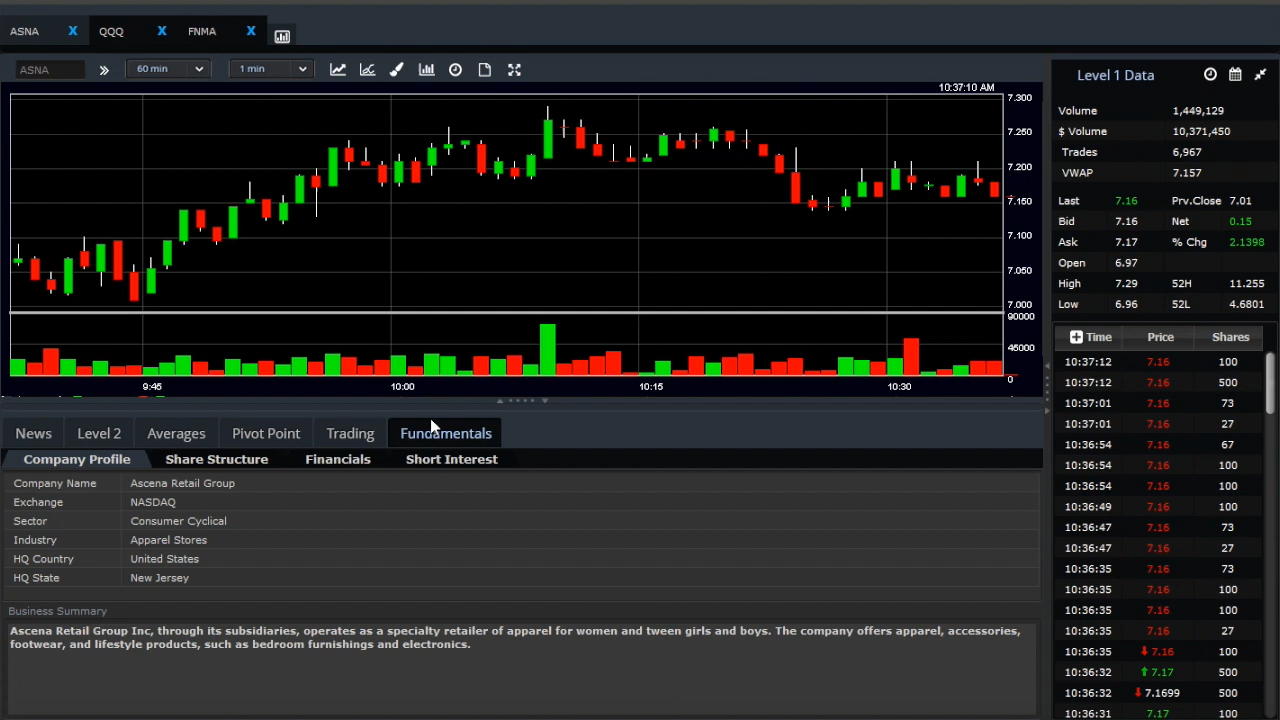 ASNA X QQQ X FNMA X
ASNA 60 min 1 min
10:37:10 AM
7.300
7.250
7.200
7.150
7.100
7.050
7.000
90000
45000
0
9:45 10:00 10:15 10:30
News Level 2 Averages Pivot Point Trading Fundamentals
Company Profile Share Structure Financials Short Interest
Company Name Ascena Retail Group
Exchange NASDAQ
Sector Consumer Cyclical
Industry Apparel Stores
HQ Country United States
HQ State New Jersey
Business Summary
Ascena Retail Group Inc, through its subsidiaries, operates as a specialty retailer of apparel for women and tween girls and boys. The company offers apparel, accessories,
footwear, and lifestyle products, such as bedroom furnishings and electronics.
Level 1 Data
Volume 1,449,129
$ Volume 10,371,450
Trades 6,967
VWAP 7.157
Last 7.16 Prv.Close 7.01
Bid 7.16 Net 0.15
Ask 7.17 % Chg 2.1398
Open 6.97
High 7.29 52H 11.255
Low 6.96 52L 4.6801
Time Price Shares
10:37:12 7.16 100
10:37:12 7.16 500
10:37:01 7.16 73
10:37:01 7.16 27
10:36:54 7.16 67
10:36:54 7.16 100
10:36:54 7.16 100
10:36:49 7.16 100
10:36:47 7.16 73
10:36:47 7.16 27
10:36:35 7.16 73
10:36:35 7.16 100
10:36:35 7.16 100
10:36:35 7.16 27
10:36:35 7.16 100
10:36:32 7.17 500
10:36:32 7.1699 500
10:36:31 7.17 100